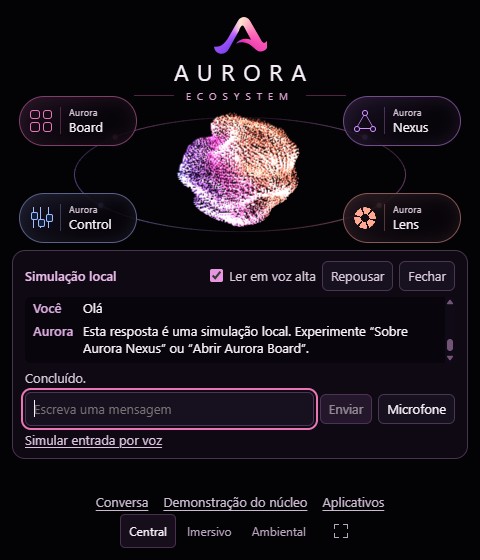 AURORA
ECOSYSTEM
Aurora
Board
Aurora
Nexus
Aurora
Control
Aurora
Lens
Simulação local
Ler em voz alta
Repousar
Fechar
Você Olá
Aurora Esta resposta é uma simulação local. Experimente “Sobre
Aurora Nexus” ou “Abrir Aurora Board”.
Concluído.
Escreva uma mensagem
Enviar
Microfone
Simular entrada por voz
Conversa Demonstração do núcleo Aplicativos
Central Imersivo Ambiental